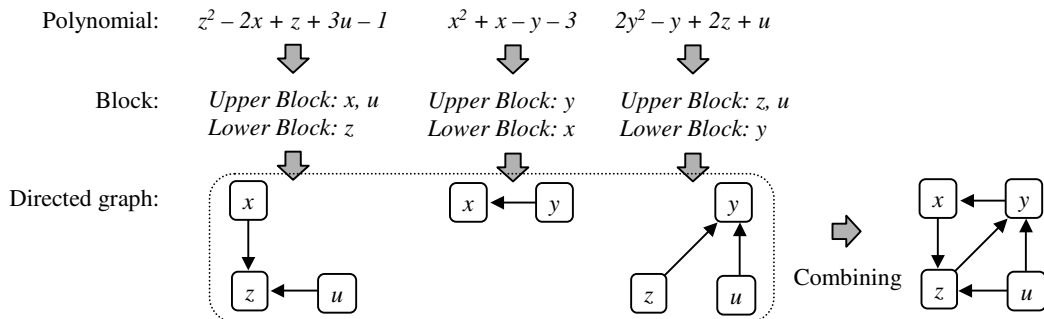 Polynomial: z² – 2x + z + 3u – 1 x² + x – y – 3 2y² – y + 2z + u
Block: Upper Block: x, u Upper Block: y Upper Block: z, u
Lower Block: z Lower Block: x Lower Block: y
Directed graph: x x y y x y
Combining
z u z u z u